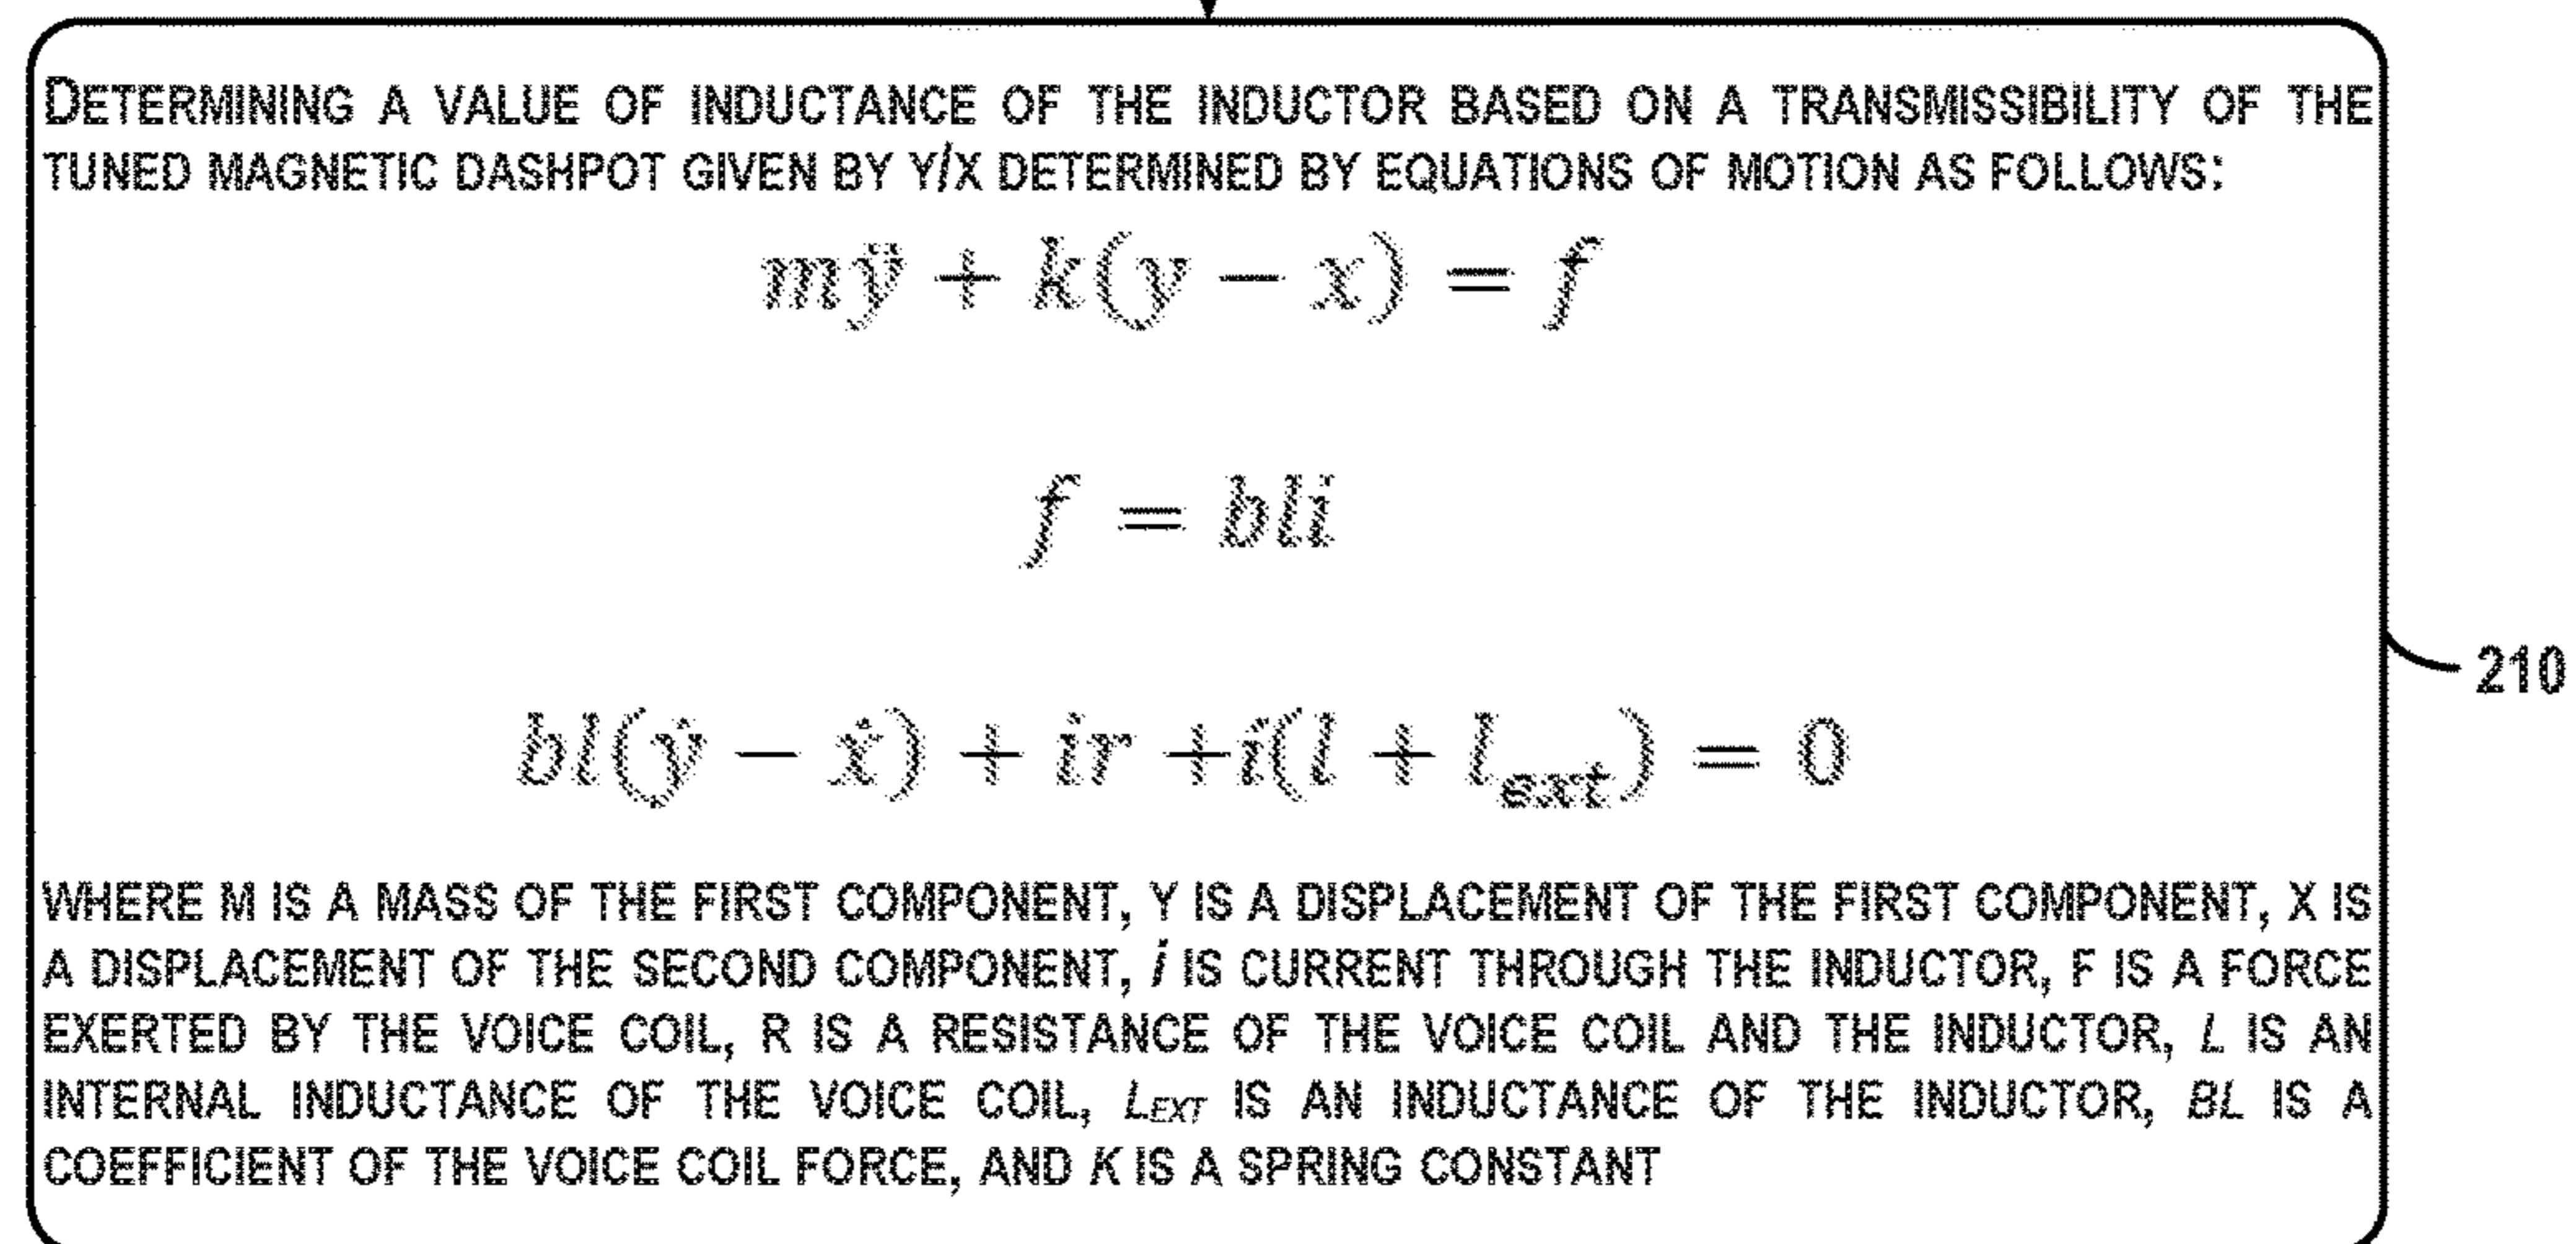 DETERMINING A VALUE OF INDUCTANCE OF THE INDUCTOR BASED ON A TRANSMISSIBILITY OF THE
TUNED MAGNETIC DASHPOT GIVEN BY Y/X DETERMINED BY EQUATIONS OF MOTION AS FOLLOWS:
mÿ + k(y − x) = f
f = bli
bl(ẏ − ẋ) + ir +i̇(l + l_ext) = 0
210
WHERE M IS A MASS OF THE FIRST COMPONENT, Y IS A DISPLACEMENT OF THE FIRST COMPONENT, X IS
A DISPLACEMENT OF THE SECOND COMPONENT, i IS CURRENT THROUGH THE INDUCTOR, F IS A FORCE
EXERTED BY THE VOICE COIL, R IS A RESISTANCE OF THE VOICE COIL AND THE INDUCTOR, L IS AN
INTERNAL INDUCTANCE OF THE VOICE COIL, L_EXT IS AN INDUCTANCE OF THE INDUCTOR, BL IS A
COEFFICIENT OF THE VOICE COIL FORCE, AND K IS A SPRING CONSTANT